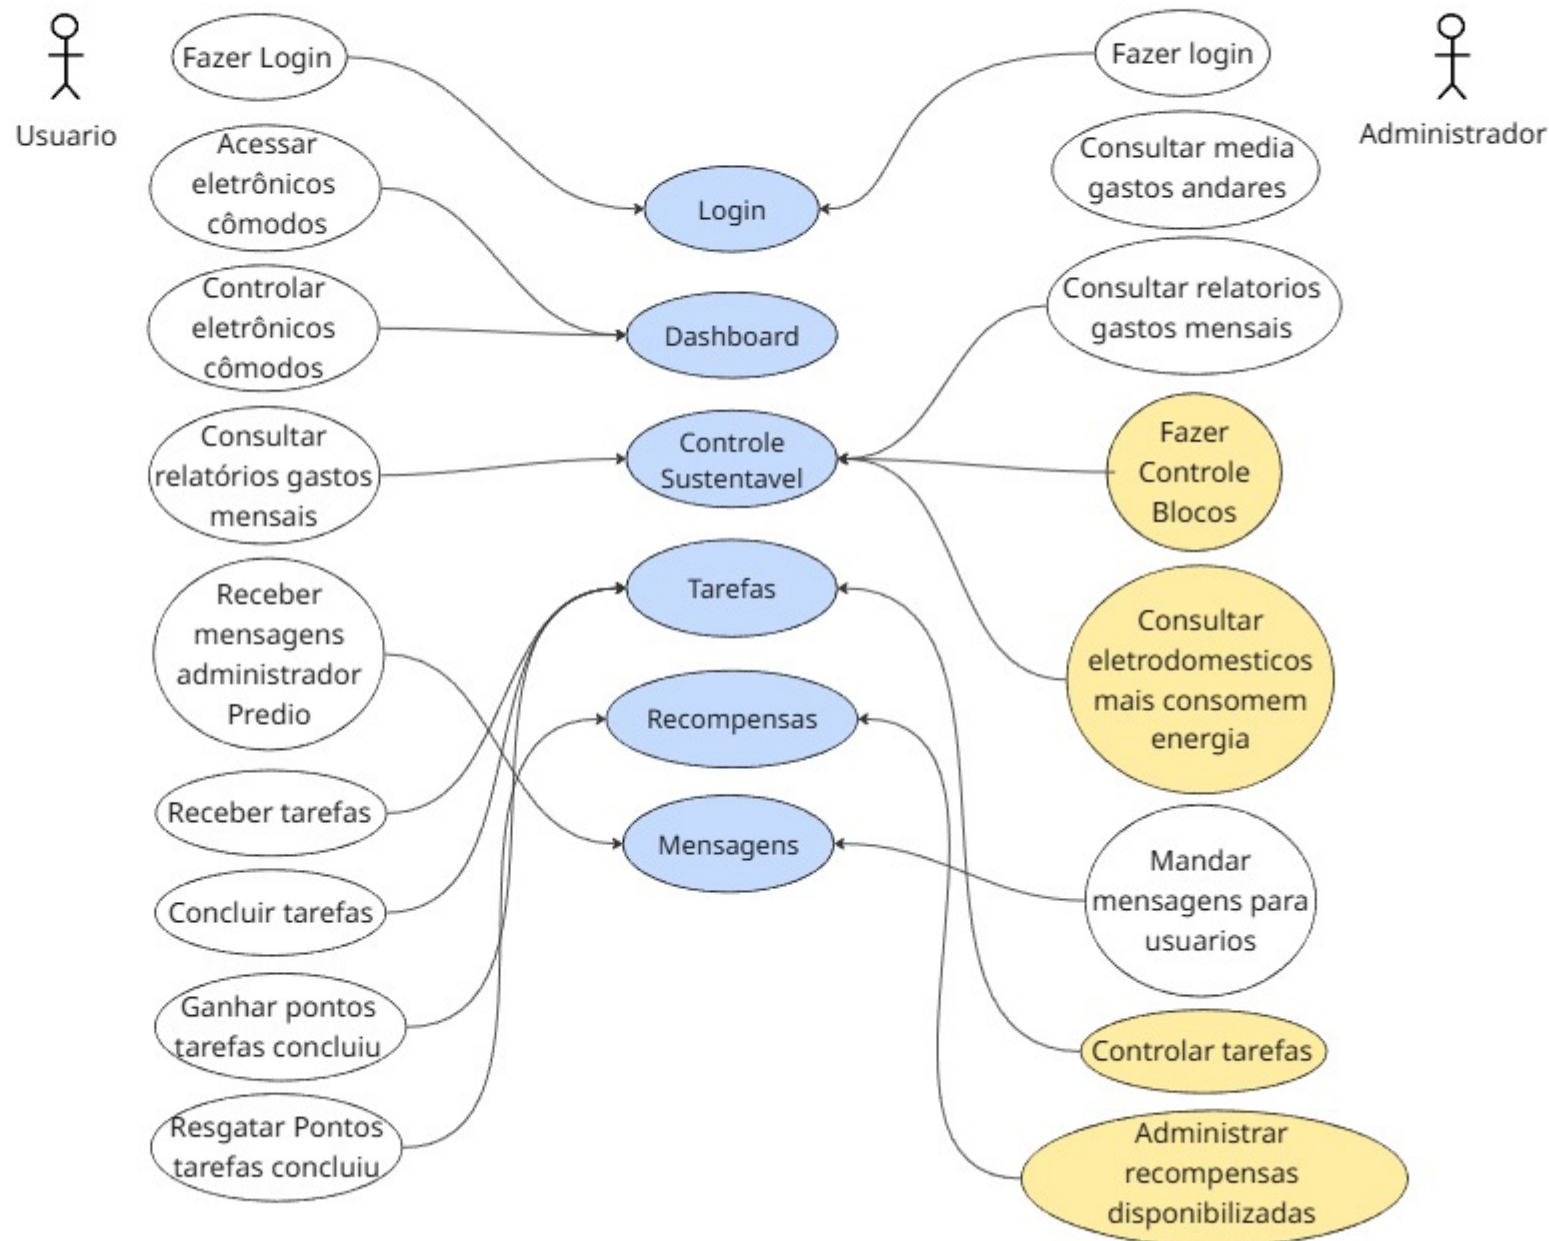 Usuario
Fazer Login
Acessar
eletrônicos
cômodos
Controlar
eletrônicos
cômodos
Consultar
relatórios gastos
mensais
Receber
mensagens
administrador
Predio
Receber tarefas
Concluir tarefas
Ganhar pontos
tarefas concluiu
Resgatar Pontos
tarefas concluiu
Login
Dashboard
Controle
Sustentavel
Tarefas
Recompensas
Mensagens
Fazer login
Consultar media
gastos andares
Consultar relatorios
gastos mensais
Fazer
Controle
Blocos
Consultar
eletrodomesticos
mais consomem
energia
Mandar
mensagens para
usuarios
Controlar tarefas
Administrar
recompensas
disponibilizadas
Administrador